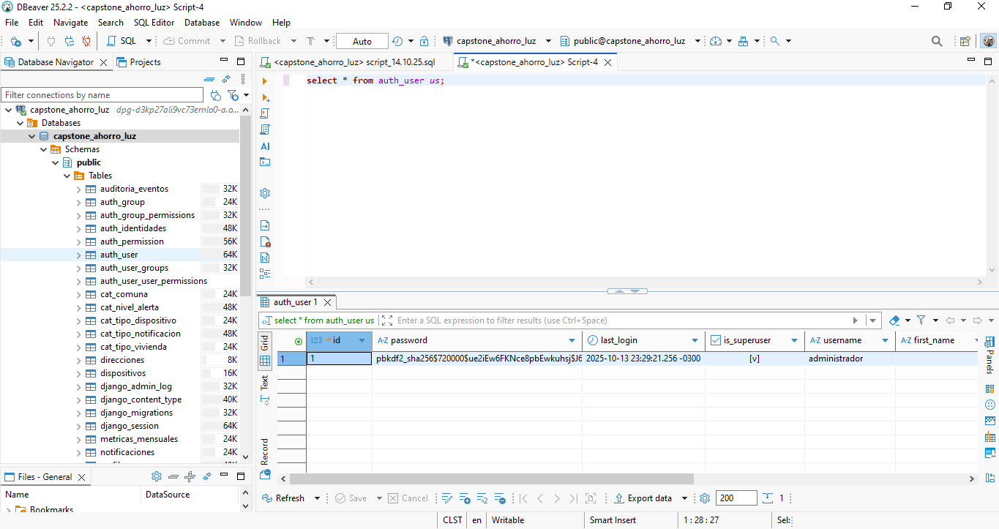 DBeaver 25.2.2 - <capstone_ahorro_luz> Script-4
File Edit Navigate Search SQL Editor Database Window Help
SQL Commit Rollback T Auto capstone_ahorro_luz public@capstone_ahorro_luz
Database Navigator Projects
<capstone_ahorro_luz> script_14.10.25.sql *<capstone_ahorro_luz> Script-4
Filter connections by name
select * from auth_user us;
capstone_ahorro_luz
Databases
capstone_ahorro_luz
Schemas
public
Tables
auditoria_eventos 32K
auth_group 24K
auth_group_permissions 32K
auth_identidades 48K
auth_permission 56K
auth_user 64K
auth_user_groups 32K
auth_user_user_permissions
cat_comuna 24K
cat_nivel_alerta 48K
cat_tipo_dispositivo 24K
cat_tipo_notificacion 48K
cat_tipo_vivienda 24K
direcciones 8K
dispositivos 16K
django_admin_log 32K
django_content_type 40K
django_migrations 32K
django_session 64K
metricas_mensuales 24K
notificaciones 24K
AI
auth_user 1
select * from auth_user us Enter a SQL expression to filter results (use Ctrl+Space)
Grid
Text
Record
Panels
123 id A-Z password last_login is_superuser A-Z username A-Z first_name
1 1 pbkdf2_sha256$720000$ue2iEw6FKNce8pbEwkuhsj$J6 2025-10-13 23:29:21.256 -0300 [v] administrador
Files - General
Name DataSource
Bookmarks
Refresh Save Cancel Export data 200 1
CLST en Writable Smart Insert 1 : 28 : 27 Sel: